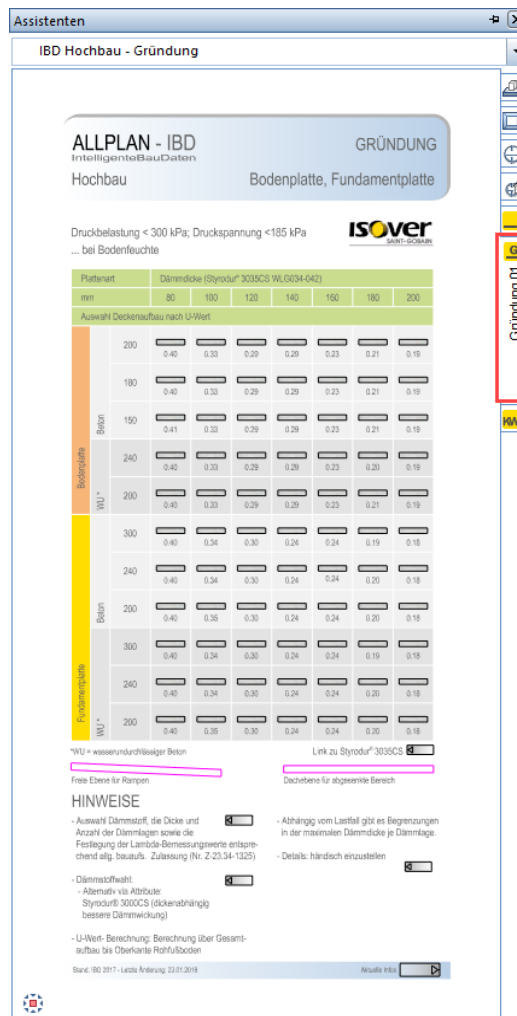 Assistenten
IBD Hochbau - Gründung
ALLPLAN - IBD GRÜNDUNG
IntelligenteBauDaten
Hochbau Bodenplatte, Fundamentplatte
Druckbelastung < 300 kPa; Druckspannung <185 kPa
... bei Bodenfeuchte
isover
SAINT-GOBAIN
Plattenart Dämmdicke (Styrodur® 3035CS WLG034-042)
mm 80 100 120 140 160 180 200
Auswahl Deckenaufbau nach U-Wert
Bodenplatte
Beton
200
0.40 0.33 0.29 0.29 0.23 0.21 0.19
180
0.40 0.33 0.29 0.29 0.23 0.21 0.19
150
0.41 0.33 0.29 0.29 0.23 0.21 0.19
WU *
240
0.40 0.33 0.29 0.29 0.23 0.20 0.19
200
0.40 0.33 0.29 0.29 0.23 0.21 0.19
Fundamentplatte
Beton
300
0.40 0.34 0.30 0.24 0.24 0.19 0.18
240
0.40 0.34 0.30 0.24 0.24 0.20 0.18
200
0.40 0.35 0.30 0.24 0.24 0.20 0.18
WU *
300
0.40 0.34 0.30 0.24 0.24 0.19 0.18
240
0.40 0.34 0.30 0.24 0.24 0.20 0.18
200
0.40 0.35 0.30 0.24 0.24 0.20 0.18
*WU = wasserundurchlässiger Beton Link zu Styrodur® 3035CS
Freie Ebene für Rampen Dachebene für abgesenkte Bereich
HINWEISE
- Auswahl Dämmstoff, die Dicke und
Anzahl der Dämmlagen sowie die
Festlegung der Lambda-Bemessungswerte entspre-
chend allg. bauaufs. Zulassung (Nr. Z-23.34-1325)
- Dämmstoffwahl:
- Alternativ via Attribute:
Styrodur® 3000CS (dickenabhängig
bessere Dämmwickung)
- U-Wert- Berechnung: Berechnung über Gesamt-
aufbau bis Oberkante Rohfußboden
- Abhängig vom Lastfall gibt es Begrenzungen
in der maximalen Dämmdicke je Dämmlage.
- Details: händisch einzustellen
Stand: IBD 2017 - Letzte Änderung: 23.01.2018 Aktuelle Infos
G
Gründung 01
KW